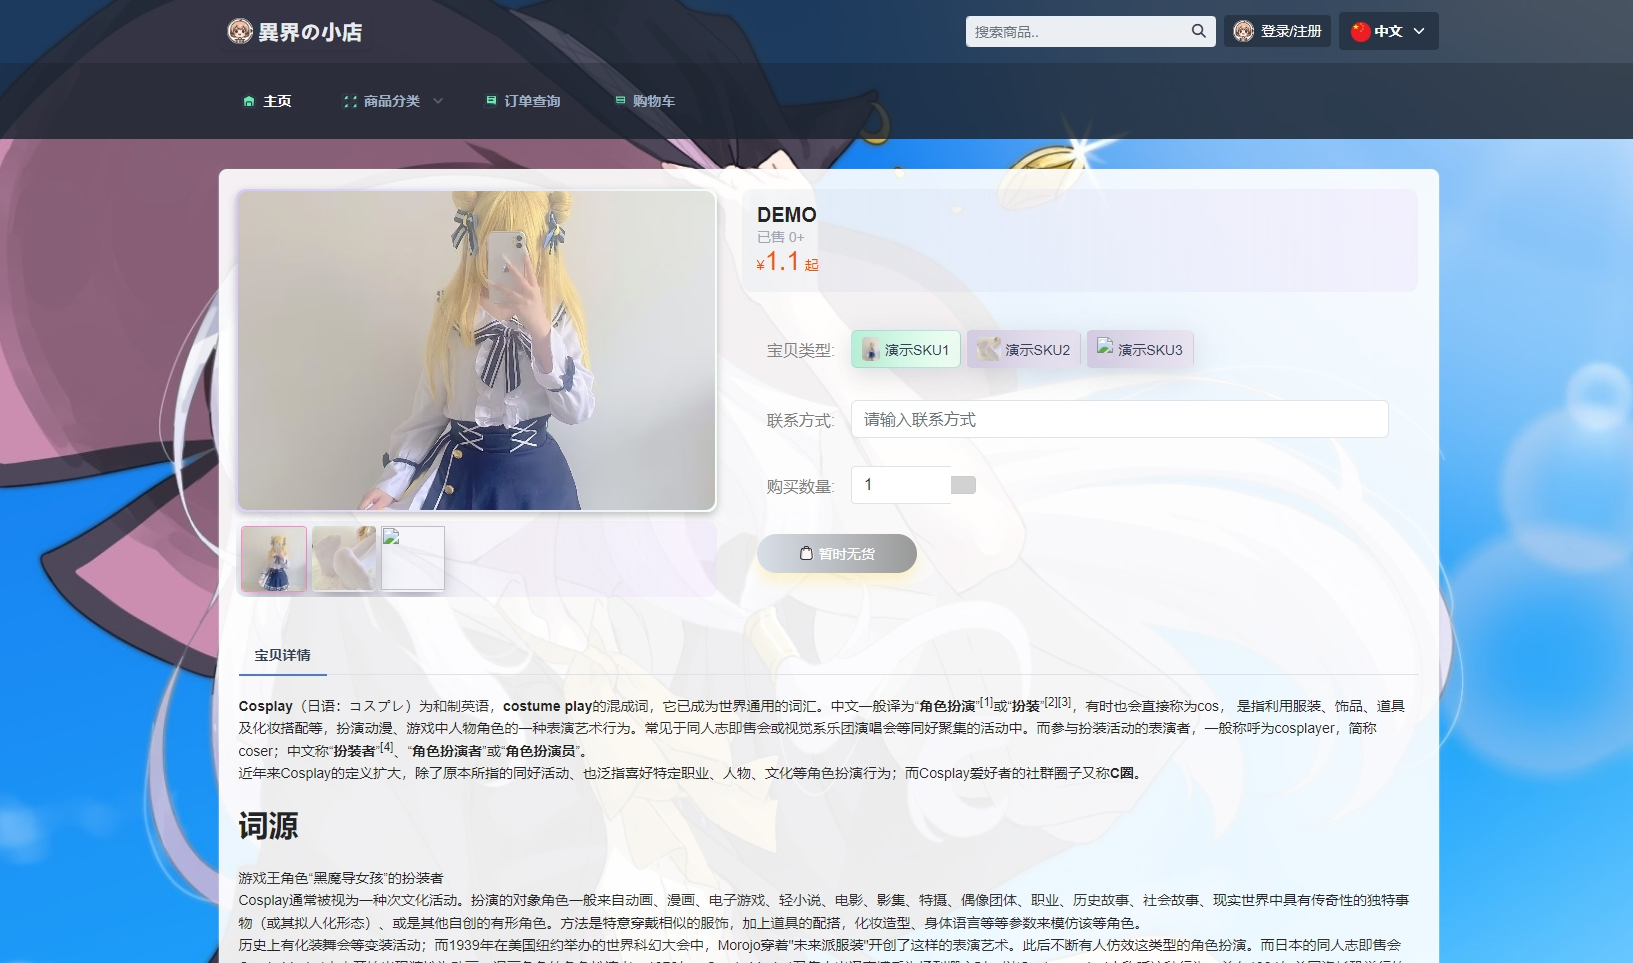 異界の小店
搜索商品..
登录/注册
中文
主页
商品分类
订单查询
购物车
DEMO
已售 0+
¥1.1 起
宝贝类型:
演示SKU1
演示SKU2
演示SKU3
联系方式:
请输入联系方式
购买数量:
1
暂时无货
宝贝详情
Cosplay（日语：コスプレ）为和制英语，costume play的混成词，它已成为世界通用的词汇。中文一般译为“角色扮演”[1]或“扮装”[2][3]，有时也会直接称为cos， 是指利用服装、饰品、道具
及化妆搭配等，扮演动漫、游戏中人物角色的一种表演艺术行为。常见于同人志即售会或视觉系乐团演唱会等同好聚集的活动中。而参与扮装活动的表演者，一般称呼为cosplayer，简称
coser；中文称“扮装者”[4]、“角色扮演者”或“角色扮演员”。
近年来Cosplay的定义扩大，除了原本所指的同好活动、也泛指喜好特定职业、人物、文化等角色扮演行为；而Cosplay爱好者的社群圈子又称C圈。
词源
游戏王角色“黑魔导女孩”的扮装者
Cosplay通常被视为一种次文化活动。扮演的对象角色一般来自动画、漫画、电子游戏、轻小说、电影、影集、特摄、偶像团体、职业、历史故事、社会故事、现实世界中具有传奇性的独特事
物（或其拟人化形态）、或是其他自创的有形角色。方法是特意穿戴相似的服饰，加上道具的配搭，化妆造型、身体语言等等参数来模仿该等角色。
历史上有化装舞会等变装活动；而1939年在美国纽约举办的世界科幻大会中，Morojo穿着"未来派服装"开创了这样的表演艺术。此后不断有人仿效这类型的角色扮演。而日本的同人志即售会